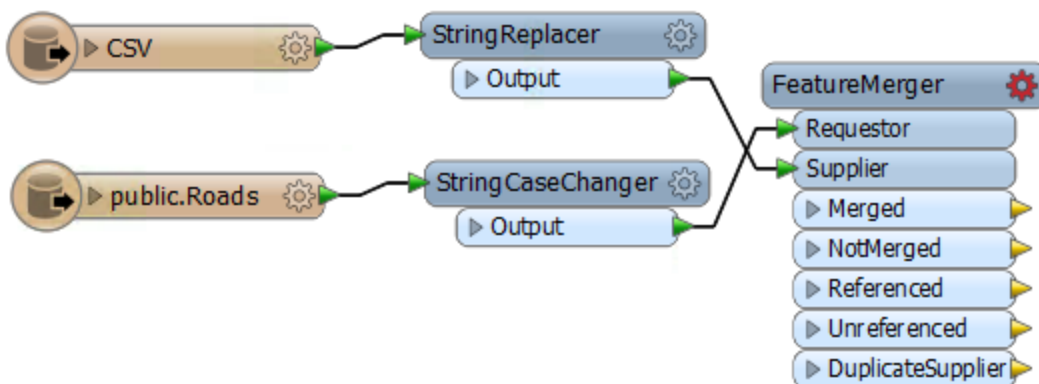 CSV
StringReplacer
Output
public.Roads
StringCaseChanger
Output
FeatureMerger
Requestor
Supplier
Merged
NotMerged
Referenced
Unreferenced
DuplicateSupplier